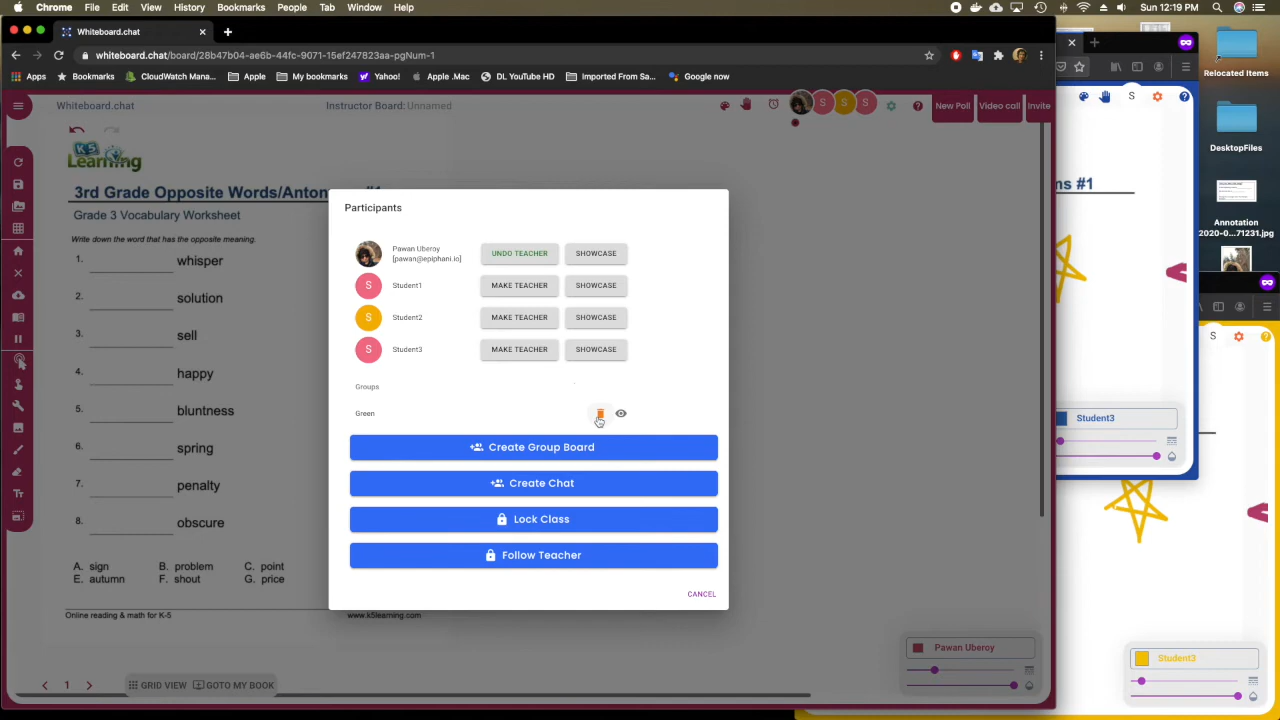 Chrome File Edit View History Bookmarks People Tab Window Help Sun 12:19 PM
Whiteboard.chat
whiteboard.chat/board/28b47b04-ae6b-44fc-9071-15ef247823aa-pgNum-1
Apps Bookmarks CloudWatch Mana... Apple My bookmarks Yahoo! Apple .Mac DL YouTube HD Imported From Sa... Google now
Relocated Items
Whiteboard.chat Instructor Board: Unnamed S S S New Poll Video call Invite
S
K5 Learning
DesktopFiles
3rd Grade Opposite Words/Anton
#1
ms #1
Grade 3 Vocabulary Worksheet
Write down the word that has the opposite meaning.
1. whisper
2. solution
3. sell
4. happy
5. bluntness
6. spring
7. penalty
8. obscure
A. sign B. problem C. point
E. autumn F. shout G. price
Online reading & math for K-5 www.k5learning.com
Participants
Pawan Uberoy
[pawan@epiphani.io]
UNDO TEACHER SHOWCASE
S Student1 MAKE TEACHER SHOWCASE
S Student2 MAKE TEACHER SHOWCASE
S Student3 MAKE TEACHER SHOWCASE
Groups
Green
Create Group Board
Create Chat
Lock Class
Follow Teacher
CANCEL
Annotation
2020-0...71231.jpg
S
Student3
Pawan Uberoy
Student3
1 GRID VIEW GOTO MY BOOK
Tт